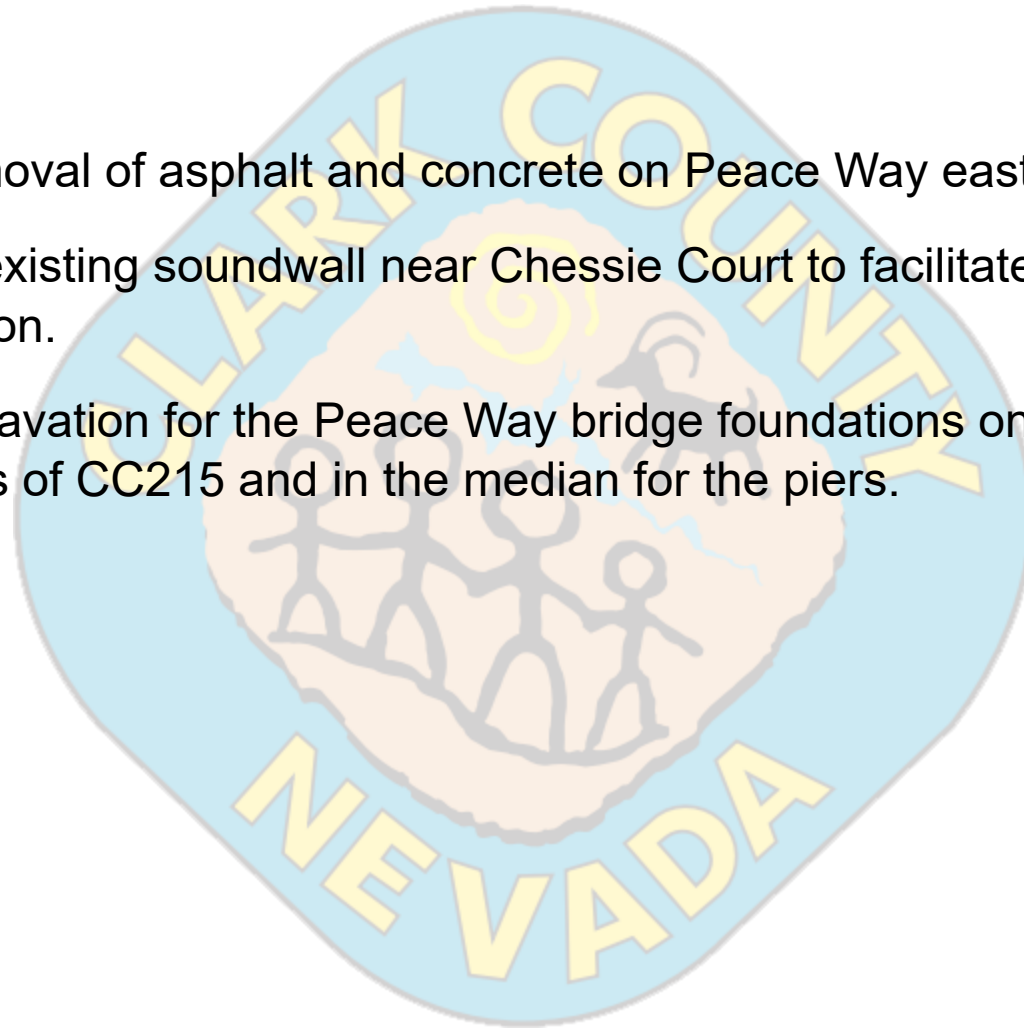 CLARK COUNTY
moval of asphalt and concrete on Peace Way east
existing soundwall near Chessie Court to facilitate
on.
avation for the Peace Way bridge foundations on
s of CC215 and in the median for the piers.
NEVADA